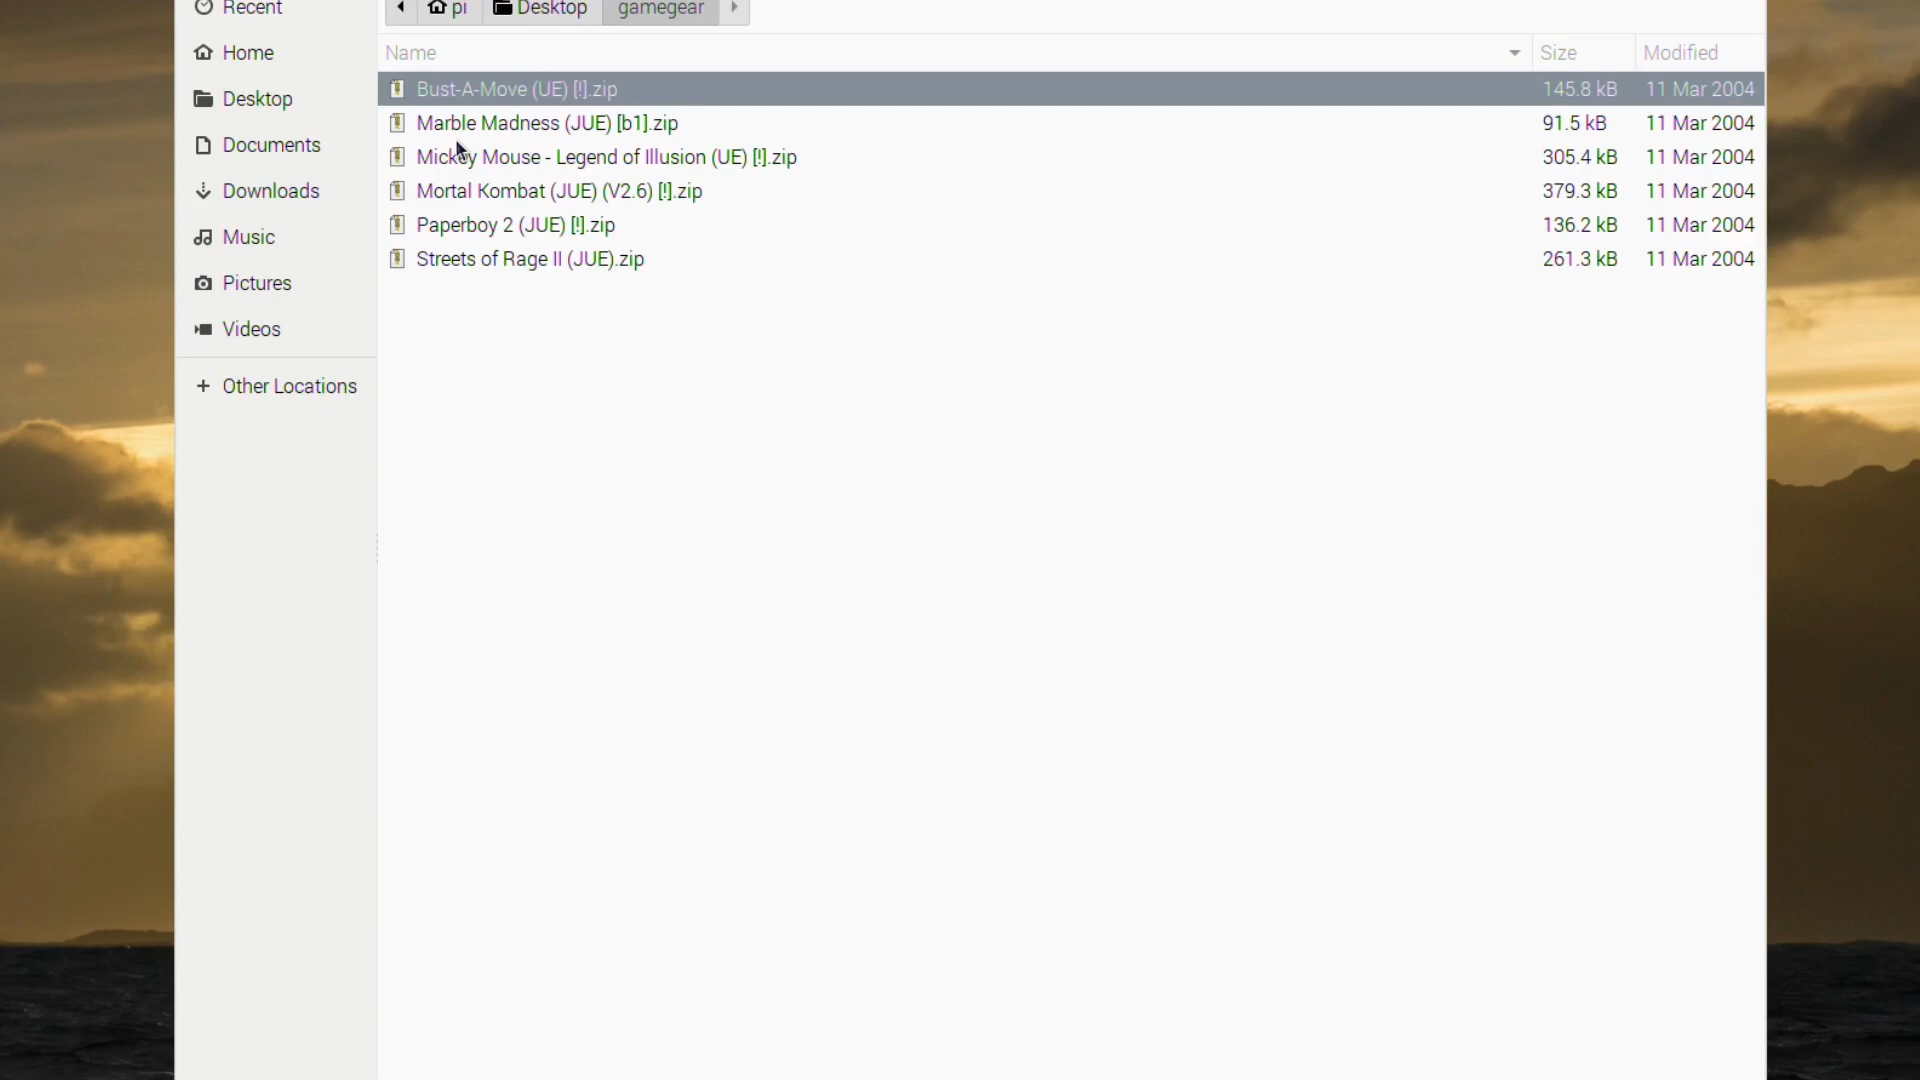 Recent
pi Desktop gamegear
Home
Desktop
Documents
Downloads
Music
Pictures
Videos
Other Locations
Name Size Modified
Bust-A-Move (UE) [!].zip 145.8 kB 11 Mar 2004
Marble Madness (JUE) [b1].zip 91.5 kB 11 Mar 2004
Mickey Mouse - Legend of Illusion (UE) [!].zip 305.4 kB 11 Mar 2004
Mortal Kombat (JUE) (V2.6) [!].zip 379.3 kB 11 Mar 2004
Paperboy 2 (JUE) [!].zip 136.2 kB 11 Mar 2004
Streets of Rage II (JUE).zip 261.3 kB 11 Mar 2004